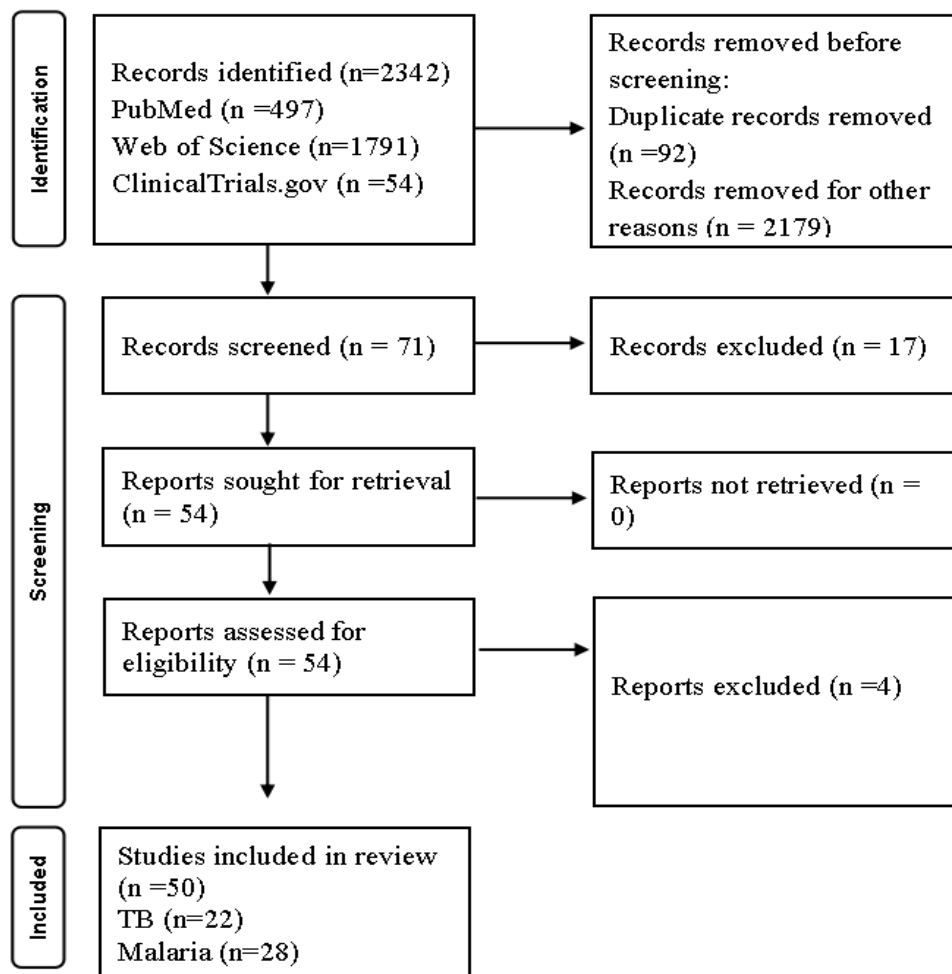 Identification
Records identified (n=2342)
PubMed (n =497)
Web of Science (n=1791)
ClinicalTrials.gov (n =54)
Records removed before
screening:
Duplicate records removed
(n =92)
Records removed for other
reasons (n = 2179)
Screening
Records screened (n = 71)
Records excluded (n = 17)
Reports sought for retrieval
(n = 54)
Reports not retrieved (n =
0)
Reports assessed for
eligibility (n = 54)
Reports excluded (n =4)
Included
Studies included in review
(n =50)
TB (n=22)
Malaria (n=28)